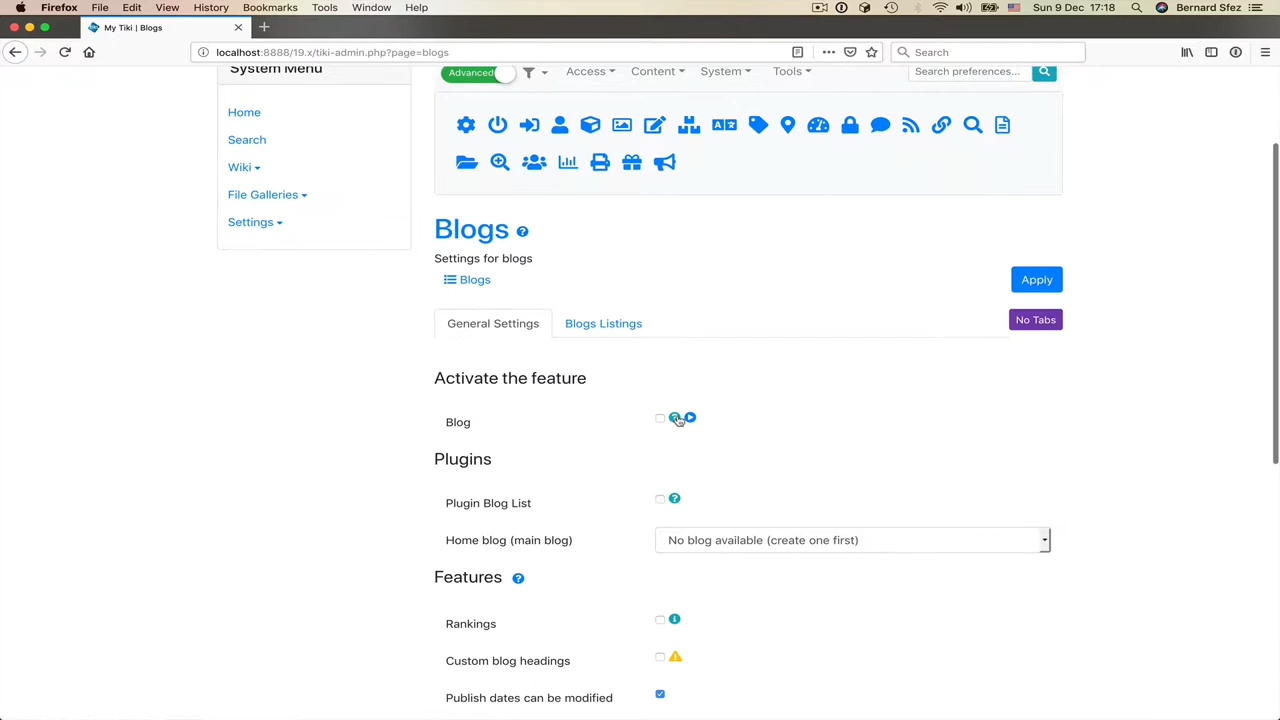 Firefox File Edit View History Bookmarks Tools Window Help Sun 9 Dec 17:18 Bernard Sfez
My Tiki | Blogs
localhost:8888/19.x/tiki-admin.php?page=blogs Search
System Menu
Advanced Access Content System Tools Search preferences...
Home
Search
Wiki
File Galleries
Settings
Blogs
Settings for blogs
Blogs Apply
General Settings Blogs Listings No Tabs
Activate the feature
Blog
Plugins
Plugin Blog List
Home blog (main blog) No blog available (create one first)
Features
Rankings
Custom blog headings
Publish dates can be modified